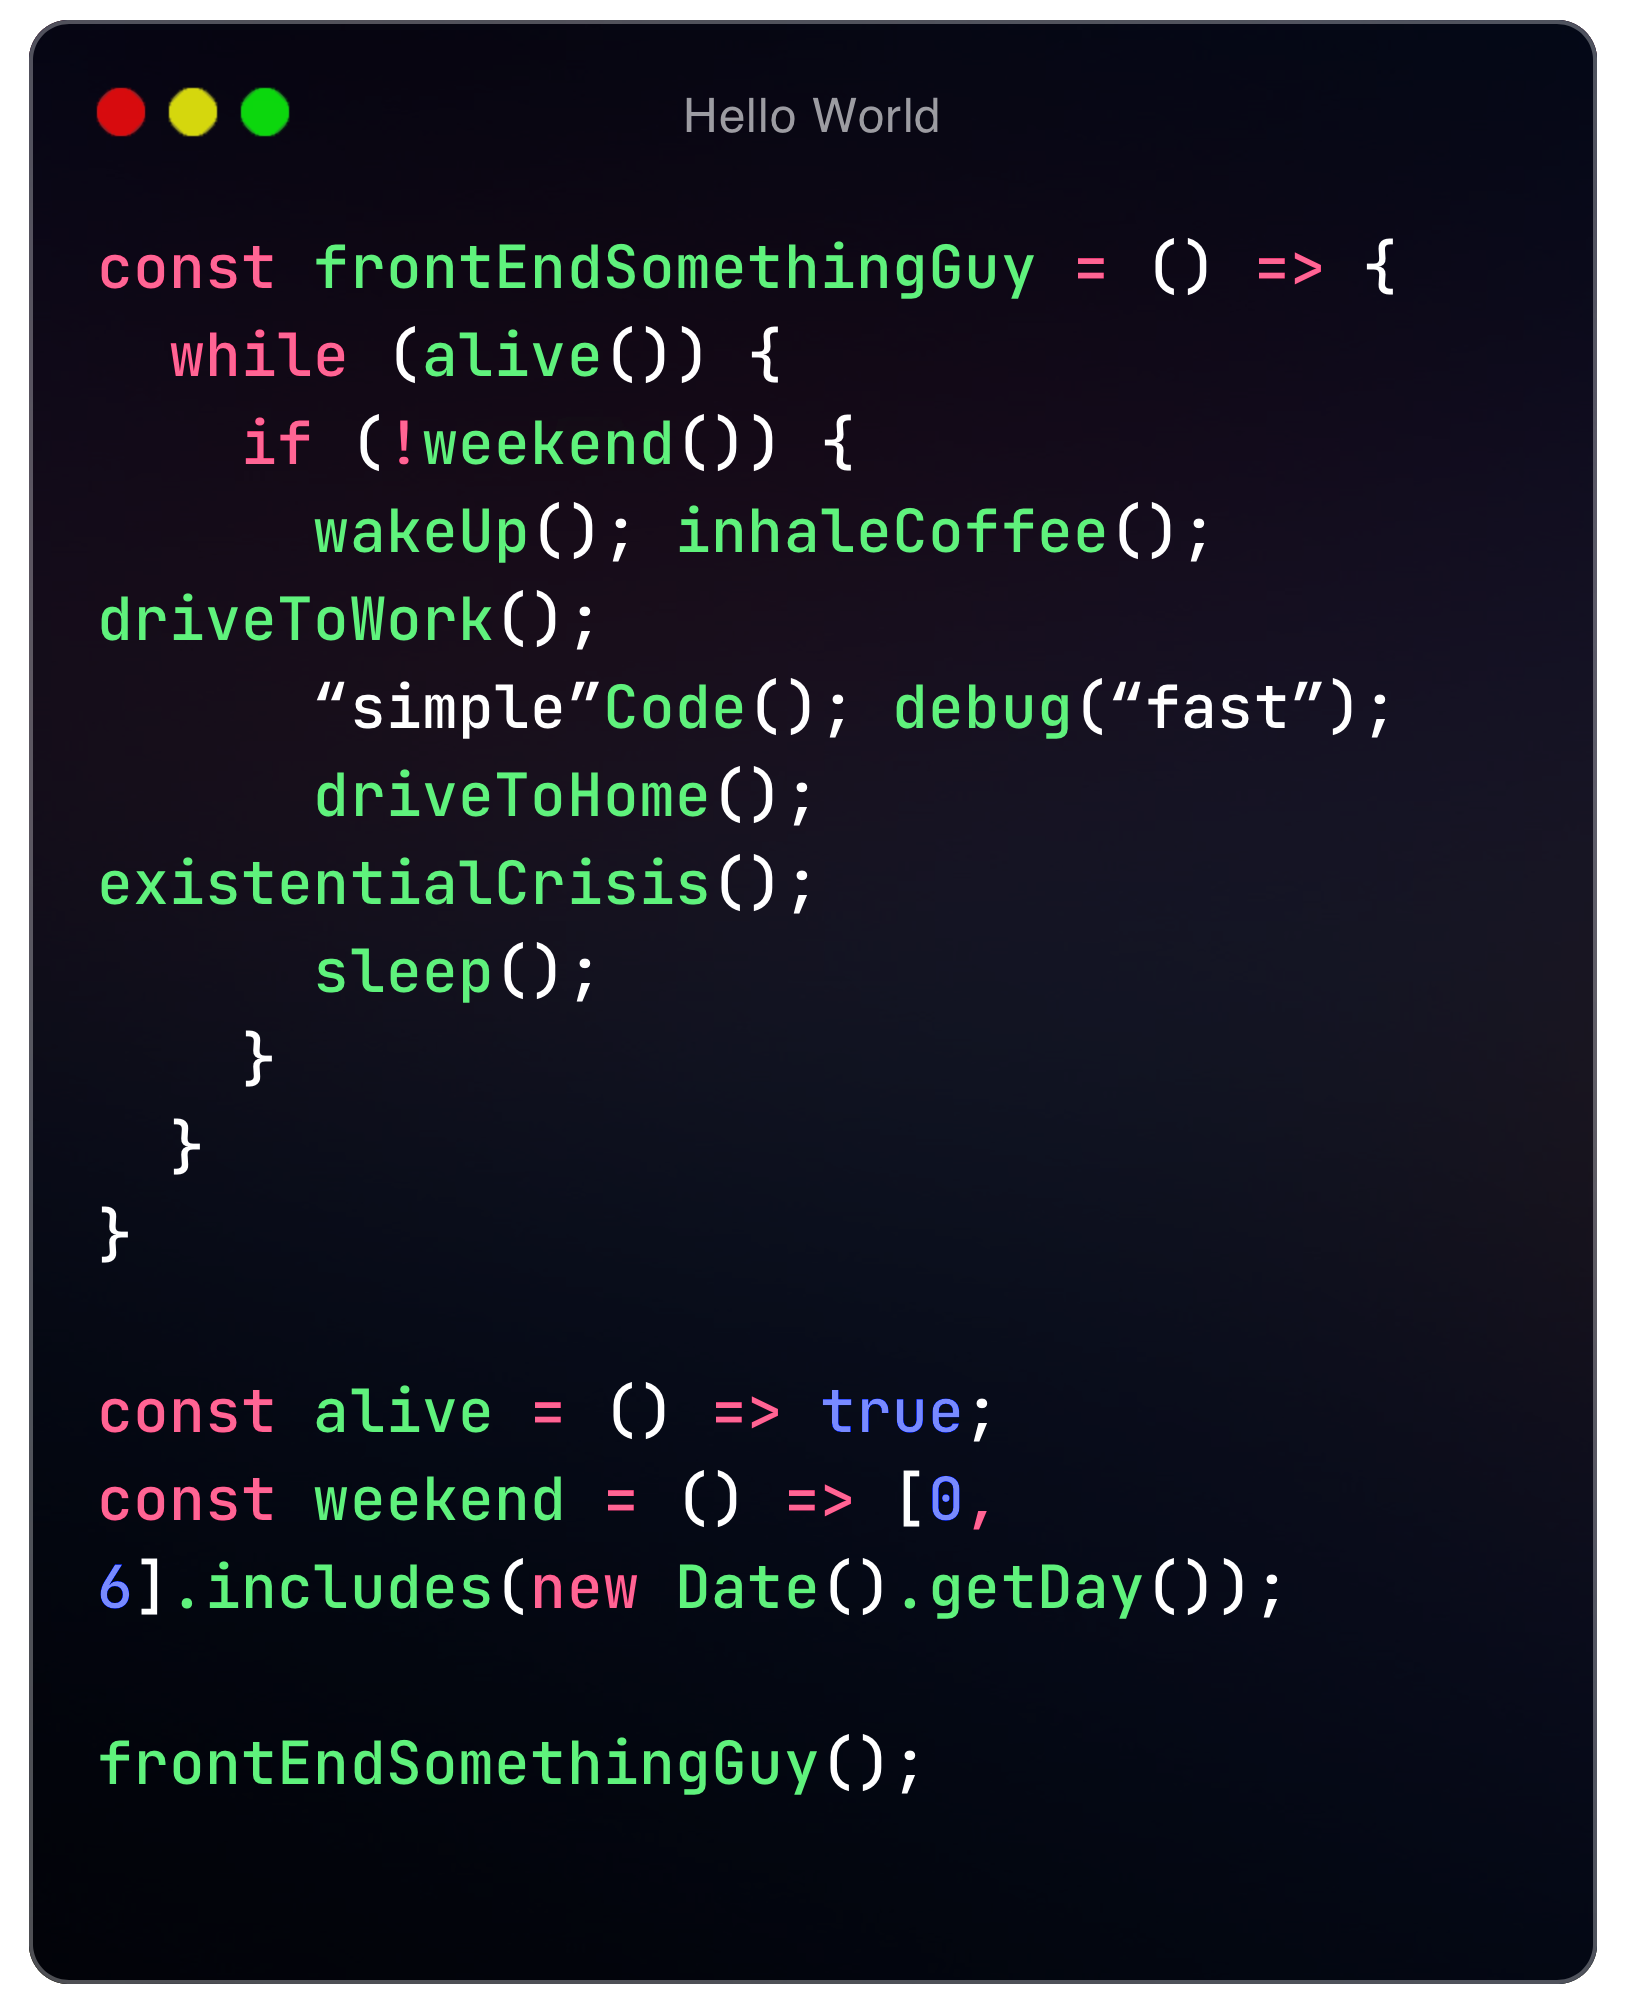 Hello World
const frontEndSomethingGuy = () => {
  while (alive()) {
    if (!weekend()) {
      wakeUp(); inhaleCoffee();
driveToWork();
      “simple”Code(); debug(“fast”);
      driveToHome();
existentialCrisis();
      sleep();
    }
  }
}
const alive = () => true;
const weekend = () => [0,
6].includes(new Date().getDay());
frontEndSomethingGuy();